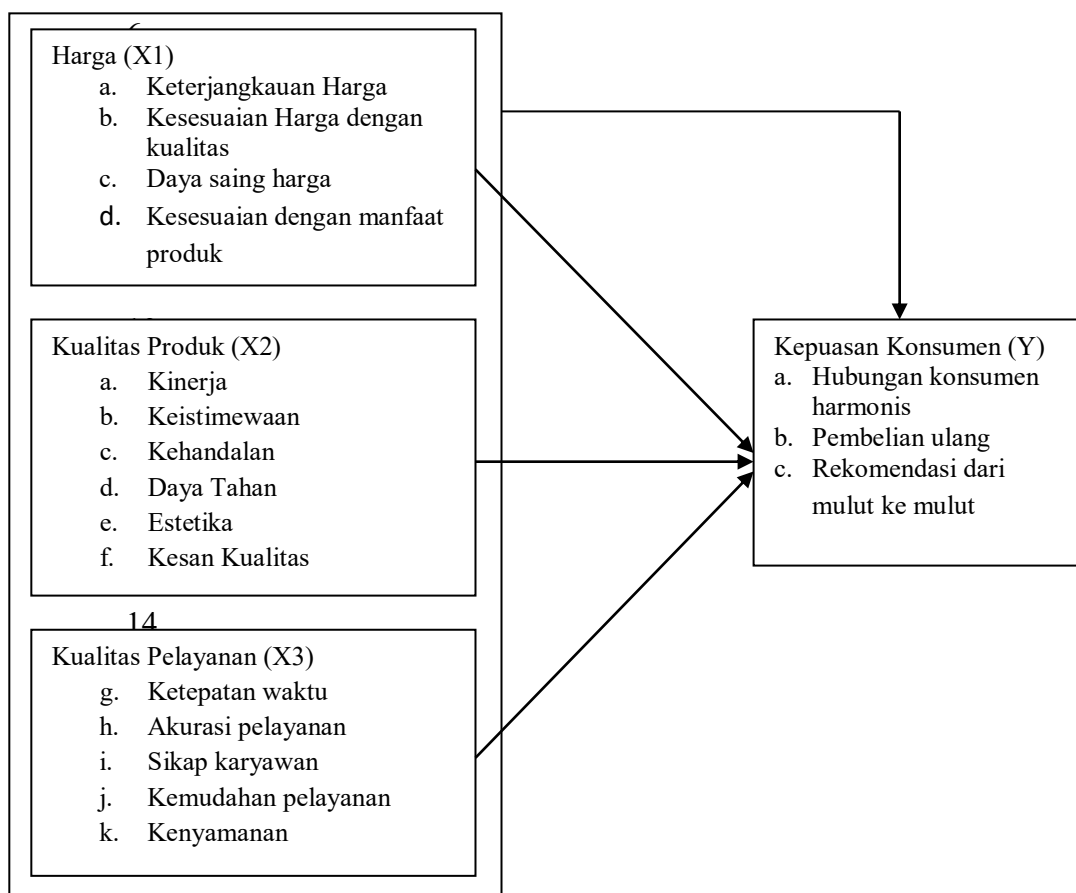 Harga (X1)
a. Keterjangkauan Harga
b. Kesesuaian Harga dengan
kualitas
c. Daya saing harga
d. Kesesuaian dengan manfaat
produk
Kualitas Produk (X2)
a. Kinerja
b. Keistimewaan
c. Kehandalan
d. Daya Tahan
e. Estetika
f. Kesan Kualitas
14
Kualitas Pelayanan (X3)
g. Ketepatan waktu
h. Akurasi pelayanan
i. Sikap karyawan
j. Kemudahan pelayanan
k. Kenyamanan
Kepuasan Konsumen (Y)
a. Hubungan konsumen
harmonis
b. Pembelian ulang
c. Rekomendasi dari
mulut ke mulut